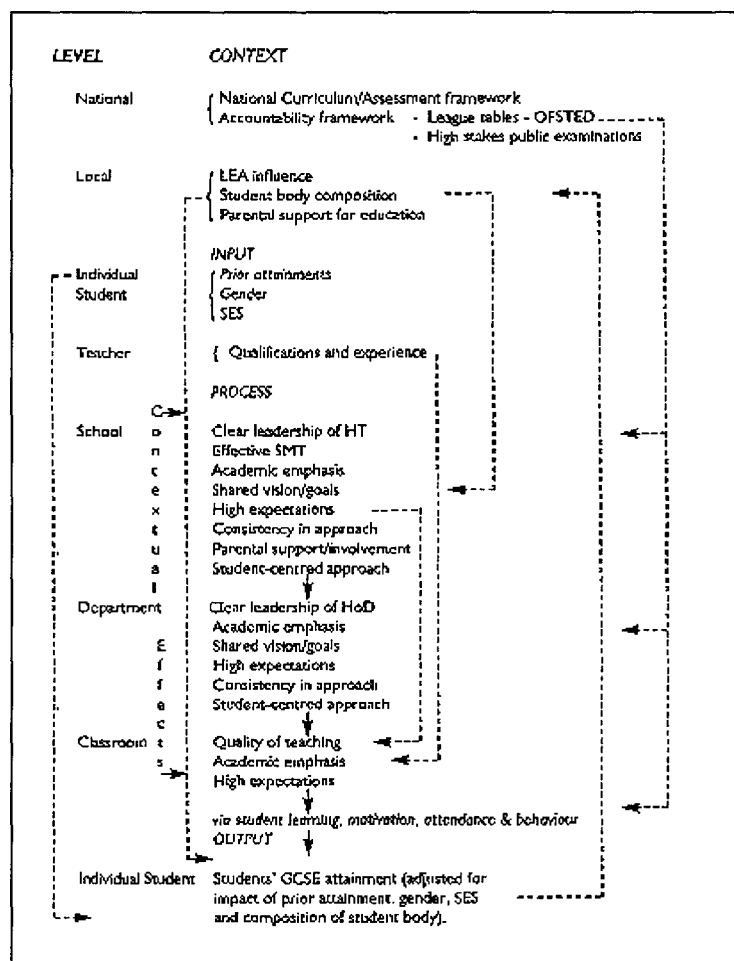 LEVEL CONTEXT
National { National Curriculum/Assessment framework
Accountability framework - League tables - OFSTED
- High stakes public examinations
Local { LEA influence
Student body composition
Parental support for education
INPUT
Individual { Prior attainments
Student Gender
SES
Teacher { Qualifications and experience
PROCESS
C
School o Clear leadership of HT
n Effective SMT
t Academic emphasis
e Shared vision/goals
x High expectations
t Consistency in approach
u Parental support/involvement
a Student-centred approach
l
Department Clear leadership of HoD
Academic emphasis
E Shared vision/goals
f High expectations
f Consistency in approach
e Student-centred approach
c
Classroom t Quality of teaching
s Academic emphasis
High expectations
via student learning, motivation, attendance & behaviour
OUTPUT
Individual Student Students' GCSE attainment (adjusted for
impact of prior attainment, gender, SES
and composition of student body).